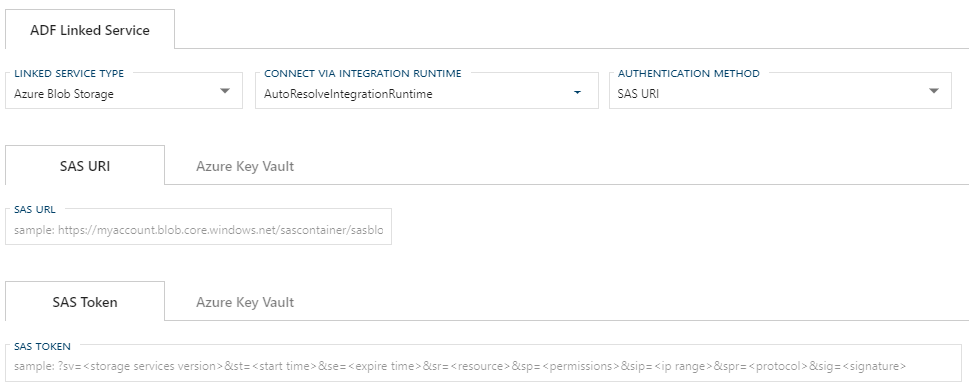 ADF Linked Service
LINKED SERVICE TYPE
CONNECT VIA INTEGRATION RUNTIME
AUTHENTICATION METHOD
Azure Blob Storage
AutoResolveIntegrationRuntime
SAS URI
SAS URI
Azure Key Vault
SAS URL
sample: https://myaccount.blob.core.windows.net/sascontainer/sasblo
SAS Token
Azure Key Vault
SAS TOKEN
sample: ?sv=<storage services version>&st=<start time>&se=<expire time>&sr=<resource>&sp=<permissions>&sip=<ip range>&spr=<protocol>&sig=<signature>